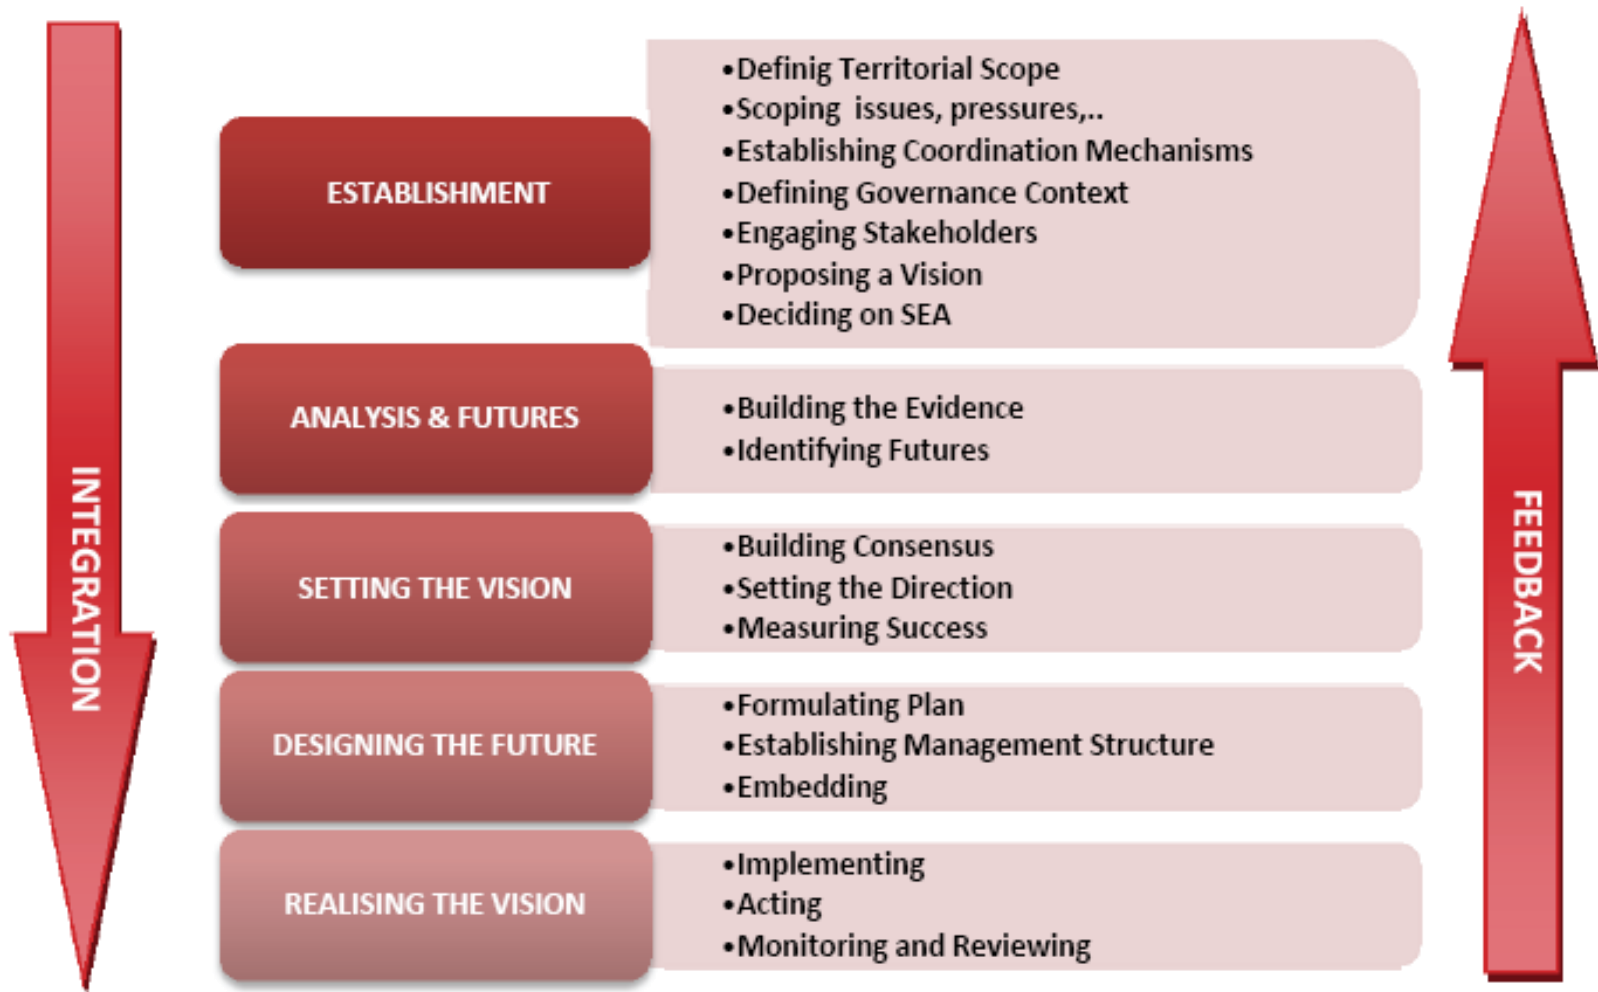 INTEGRATION
ESTABLISHMENT
•Definig Territorial Scope
•Scoping  issues, pressures,..
•Establishing Coordination Mechanisms
•Defining Governance Context
•Engaging Stakeholders
•Proposing a Vision
•Deciding on SEA
ANALYSIS & FUTURES
•Building the Evidence
•Identifying Futures
SETTING THE VISION
•Building Consensus
•Setting the Direction
•Measuring Success
DESIGNING THE FUTURE
•Formulating Plan
•Establishing Management Structure
•Embedding
REALISING THE VISION
•Implementing
•Acting
•Monitoring and Reviewing
FEEDBACK